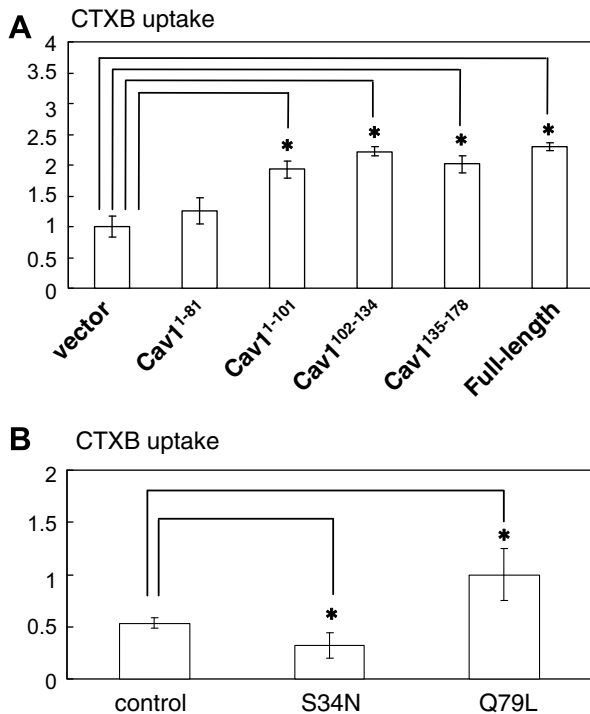 A
CTXB uptake
4
3.5
3
2.5
2
1.5
1
0.5
0
* * * *
vector Cav1¹⁻⁸¹ Cav1¹⁻¹⁰¹ Cav1¹⁰²⁻¹³⁴ Cav1¹³⁵⁻¹⁷⁸ Full-length
B
CTXB uptake
2
1.5
1
0.5
0
* *
control S34N Q79L